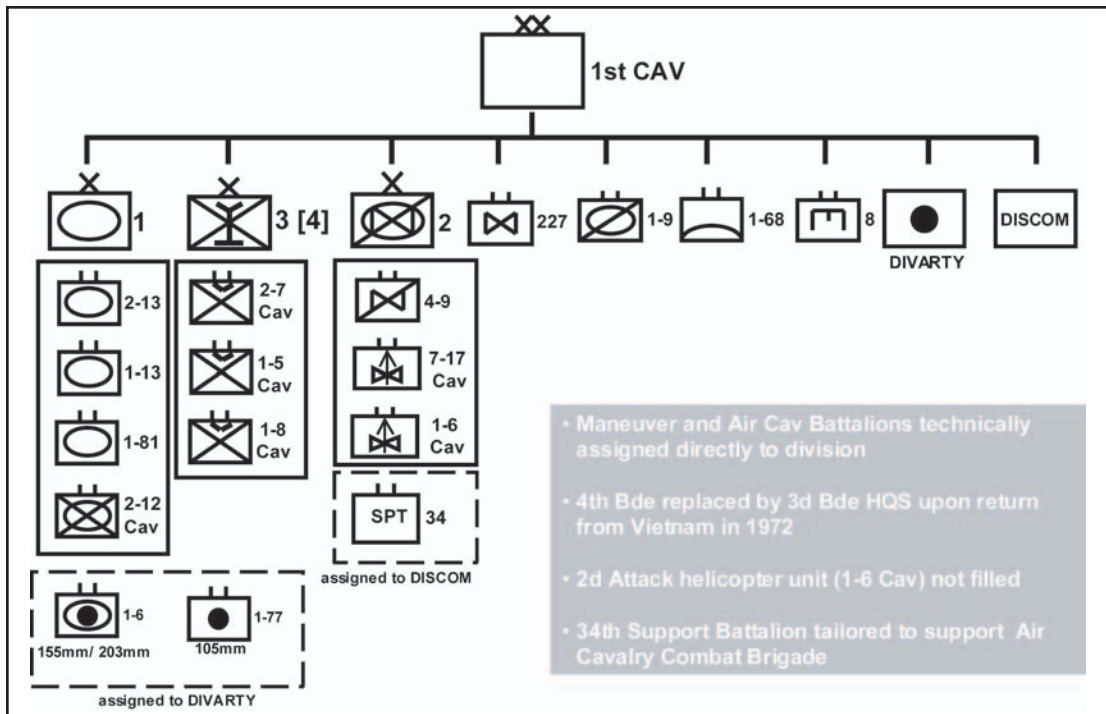 1st CAV
1
3 [4]
2
227
1-9
1-68
8
DIVARTY
DISCOM
2-13
1-13
1-81
2-12
Cav
2-7
Cav
1-5
Cav
1-8
Cav
4-9
7-17
Cav
1-6
Cav
SPT 34
assigned to DISCOM
1-6
155mm/ 203mm
1-77
105mm
assigned to DIVARTY
• Maneuver and Air Cav Battalions technically
assigned directly to division
• 4th Bde replaced by 3d Bde HQS upon return
from Vietnam in 1972
• 2d Attack helicopter unit (1-6 Cav) not filled
• 34th Support Battalion tailored to support Air
Cavalry Combat Brigade